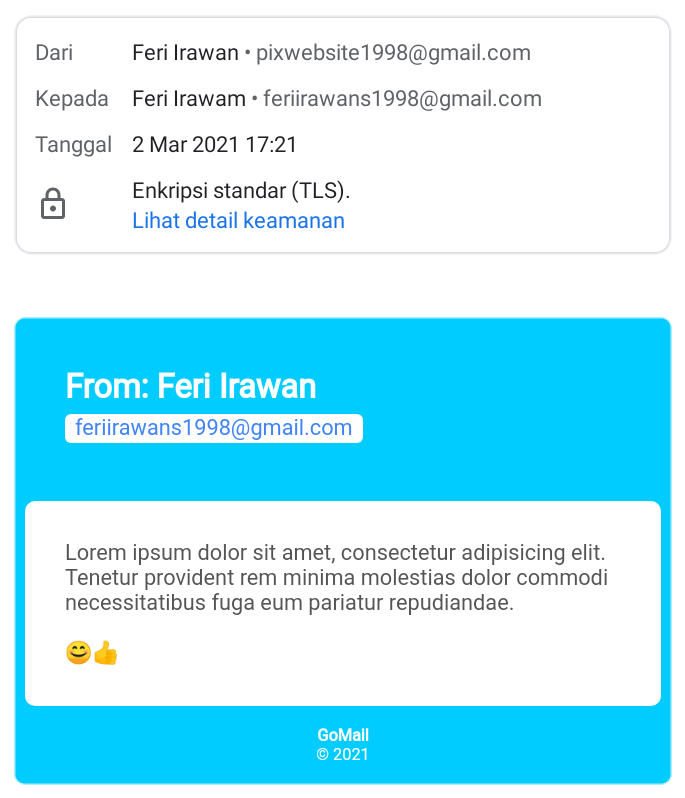 Dari Feri Irawan • pixwebsite1998@gmail.com
Kepada Feri Irawam • feriirawans1998@gmail.com
Tanggal 2 Mar 2021 17:21
Enkripsi standar (TLS).
Lihat detail keamanan
From: Feri Irawan
feriirawans1998@gmail.com
Lorem ipsum dolor sit amet, consectetur adipisicing elit.
Tenetur provident rem minima molestias dolor commodi
necessitatibus fuga eum pariatur repudiandae.
😊👍
GoMail
© 2021